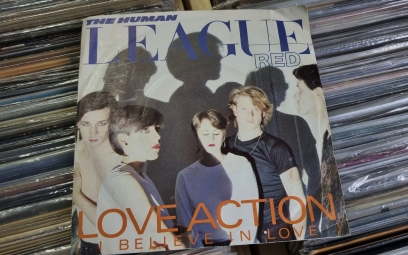 THE HUMAN
LEAGUE
RED
LOVE ACTION
I BELIEVE IN LOVE